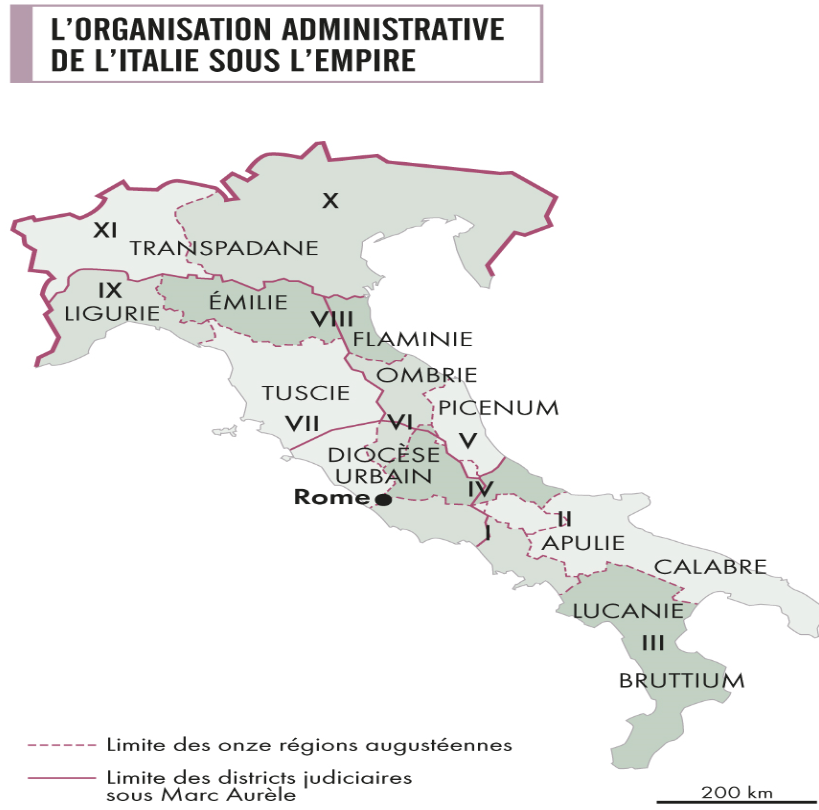 L'ORGANISATION ADMINISTRATIVE
DE L'ITALIE SOUS L'EMPIRE
X
XI
TRANSPADANE
IX
LIGURIE
ÉMILIE
VIII
FLAMINIE
OMBRIE
TUSCIE
PICENUM
VII
VI
V
DIOCÈSE
URBAIN
IV
Rome
II
I
APULIE
CALABRE
LUCANIE
III
BRUTTIUM
Limite des onze régions augustéennes
Limite des districts judiciaires
sous Marc Aurèle
200 km